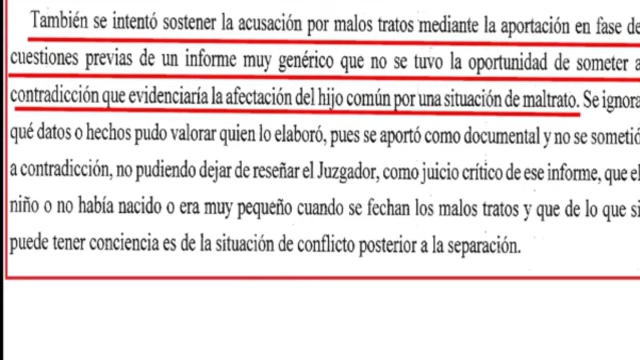 También se intentó sostener la acusación por malos tratos mediante la aportación en fase de
cuestiones previas de un informe muy genérico que no se tuvo la oportunidad de someter a
contradicción que evidenciaría la afectación del hijo común por una situación de maltrato. Se ignora
qué datos o hechos pudo valorar quien lo elaboró, pues se aportó como documental y no se sometió
a contradicción, no pudiendo dejar de reseñar el Juzgador, como juicio crítico de ese informe, que el
niño o no había nacido o era muy pequeño cuando se fechan los malos tratos y que de lo que si
puede tener conciencia es de la situación de conflicto posterior a la separación.